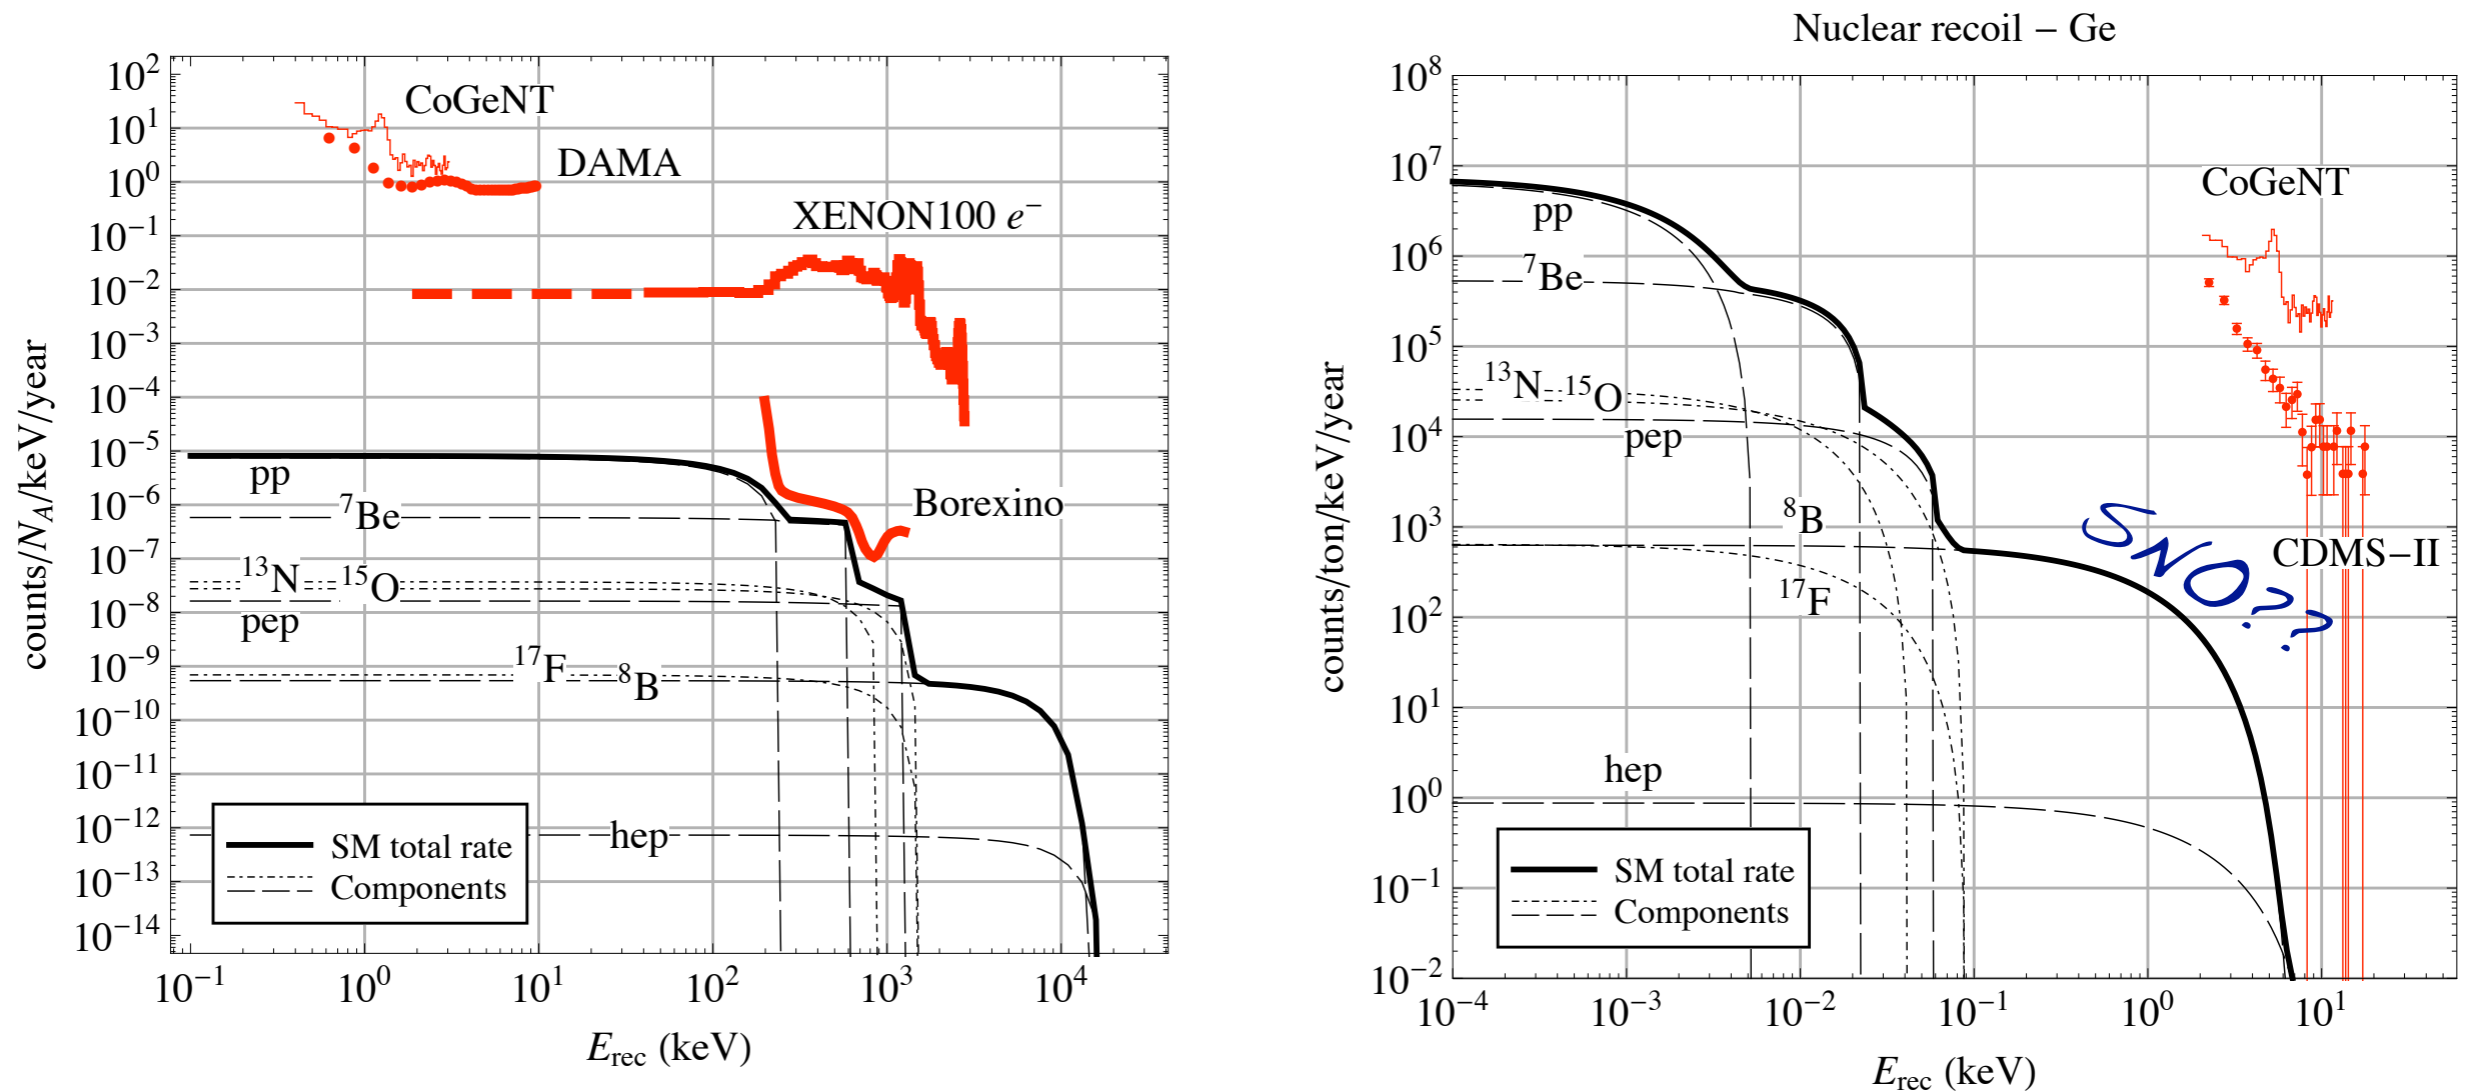 10²
10¹
10⁰
10⁻¹
10⁻²
10⁻³
10⁻⁴
10⁻⁵
10⁻⁶
10⁻⁷
10⁻⁸
10⁻⁹
10⁻¹⁰
10⁻¹¹
10⁻¹²
10⁻¹³
10⁻¹⁴
counts/N_A/keV/year
CoGeNT
DAMA
XENON100 e⁻
Borexino
pp
⁷Be
¹³N
¹⁵O
pep
¹⁷F
⁸B
hep
SM total rate
Components
10⁻¹ 10⁰ 10¹ 10² 10³ 10⁴
E_rec (keV)
Nuclear recoil − Ge
10⁸
10⁷
10⁶
10⁵
10⁴
10³
10²
10¹
10⁰
10⁻¹
10⁻²
counts/ton/keV/year
CoGeNT
pp
⁷Be
¹³N
¹⁵O
pep
⁸B
SNO??
CDMS−II
¹⁷F
hep
SM total rate
Components
10⁻⁴ 10⁻³ 10⁻² 10⁻¹ 10⁰ 10¹
E_rec (keV)